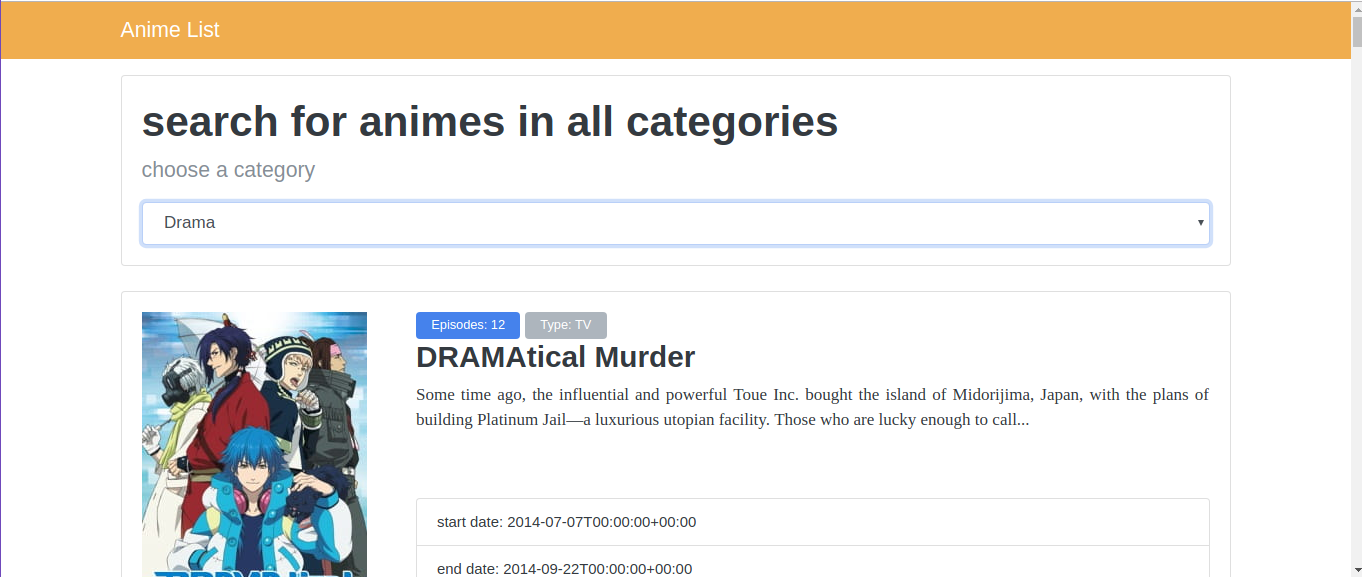 Anime List
search for animes in all categories
choose a category
Drama
Episodes: 12 Type: TV
DRAMAtical Murder
Some time ago, the influential and powerful Toue Inc. bought the island of Midorijima, Japan, with the plans of
building Platinum Jail—a luxurious utopian facility. Those who are lucky enough to call...
start date: 2014-07-07T00:00:00+00:00
end date: 2014-09-22T00:00:00+00:00